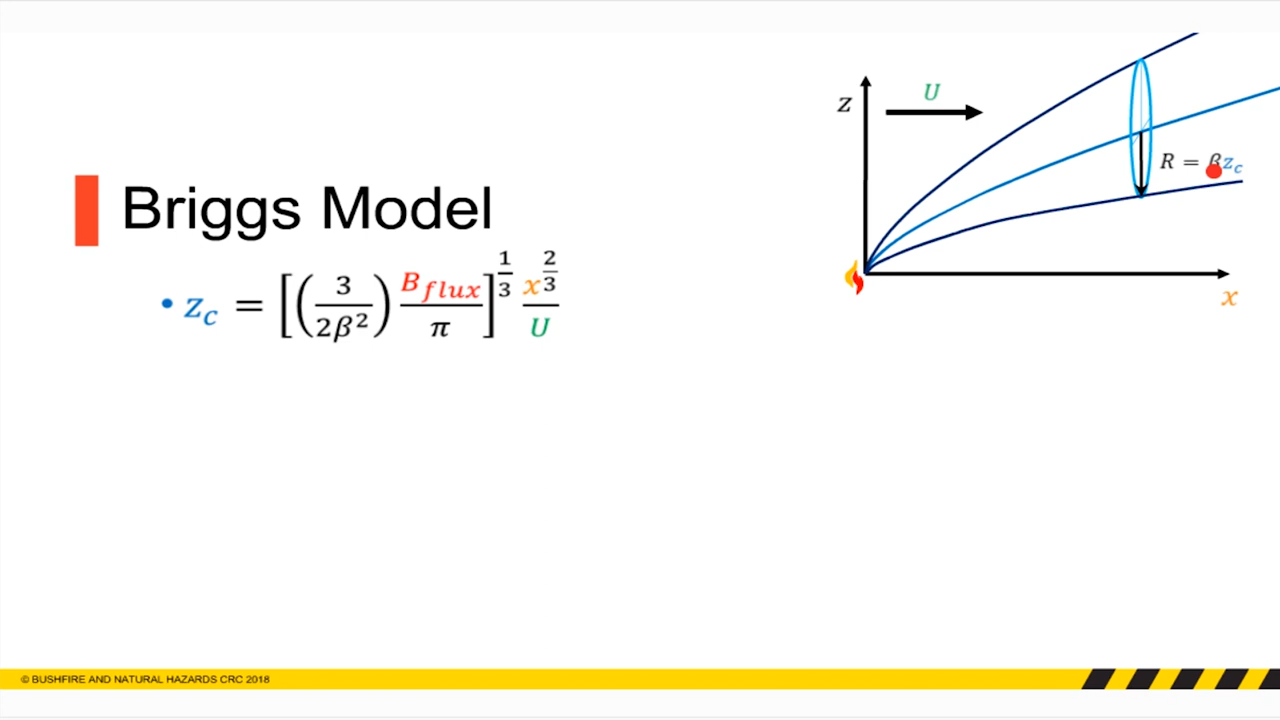 Briggs Model
• z_c = [(3/2β²) B_flux/π]^{1/3} x^{2/3}/U
z
U
R = βz_c
x
© BUSHFIRE AND NATURAL HAZARDS CRC 2018